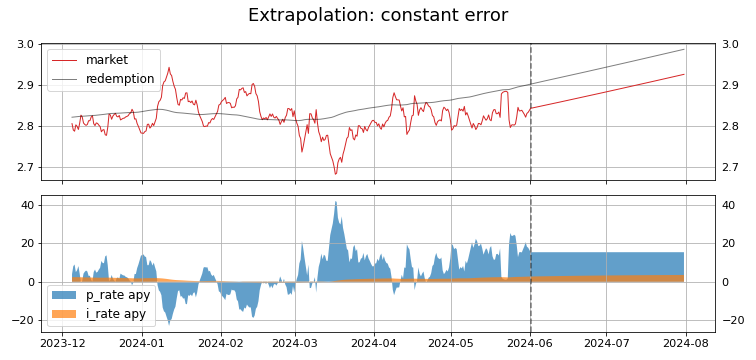 Extrapolation: constant error
3.0
2.9
2.8
2.7
market
redemption
3.0
2.9
2.8
2.7
40
20
0
−20
p_rate apy
i_rate apy
40
20
0
−20
2023-12 2024-01 2024-02 2024-03 2024-04 2024-05 2024-06 2024-07 2024-08